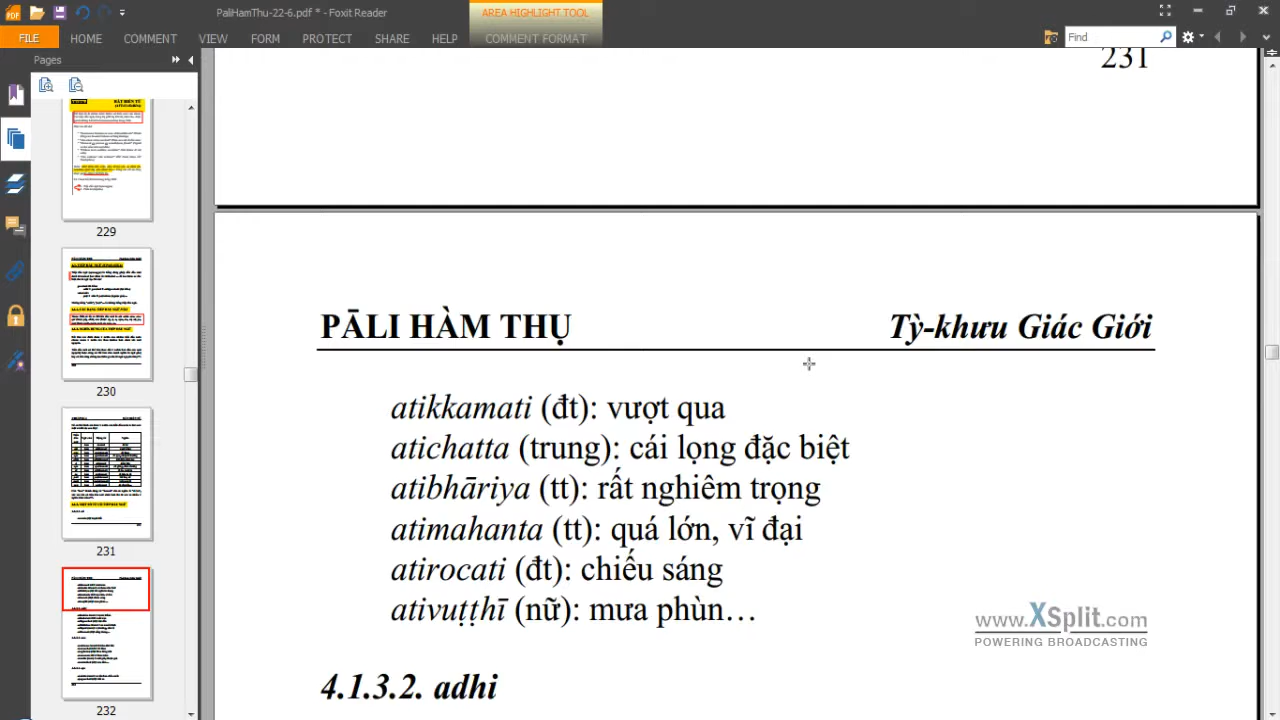 PaliHamThu-22-6.pdf * - Foxit Reader
AREA HIGHLIGHT TOOL
FILE HOME COMMENT VIEW FORM PROTECT SHARE HELP COMMENT FORMAT
Find
Pages
229
230
231
232
231
PĀLI HÀM THỤ Tỳ-khưu Giác Giới
atikkamati (đt): vượt qua
atichatta (trung): cái lọng đặc biệt
atibhāriya (tt): rất nghiêm trọng
atimahanta (tt): quá lớn, vĩ đại
atirocati (đt): chiếu sáng
ativuṭṭhī (nữ): mưa phùn…
www.XSplit.com
POWERING BROADCASTING
4.1.3.2. adhi